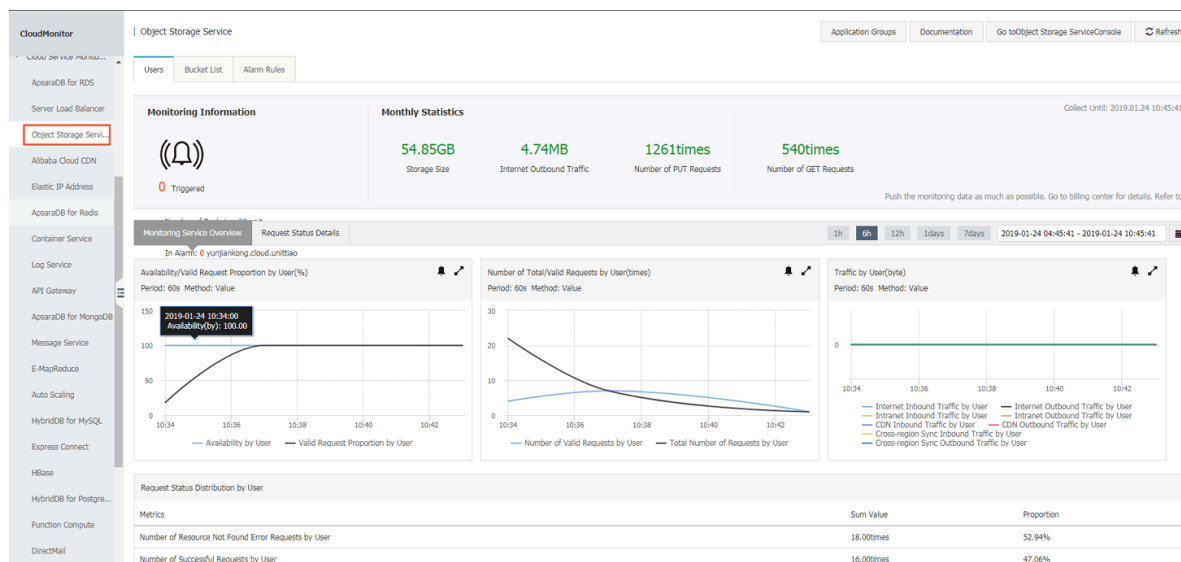 CloudMonitor
Cloud Service Monito...
ApsaraDB for RDS
Server Load Balancer
Object Storage Servi...
Alibaba Cloud CDN
Elastic IP Address
ApsaraDB for Redis
Container Service
Log Service
API Gateway
ApsaraDB for MongoDB
Message Service
E-MapReduce
Auto Scaling
HybridDB for MySQL
Express Connect
HBase
HybridDB for Postgre...
Function Compute
DirectMail
Object Storage Service
Application Groups
Documentation
Go toObject Storage ServiceConsole
Refresh
Users
Bucket List
Alarm Rules
Monitoring Information
0 Triggered
In Alarm: 0 yunjiankong.cloud.unittiao
Monthly Statistics
Collect Until: 2019.01.24 10:45:41
54.85GB
Storage Size
4.74MB
Internet Outbound Traffic
1261times
Number of PUT Requests
540times
Number of GET Requests
Push the monitoring data as much as possible. Go to billing center for details. Refer to
Monitoring Service Overview
Request Status Details
1h
6h
12h
1days
7days
2019-01-24 04:45:41 - 2019-01-24 10:45:41
Availability/Valid Request Proportion by User(%)
Period: 60s Method: Value
150
100
50
0
2019-01-24 10:34:00
Availability(by): 100.00
10:34
10:36
10:38
10:40
10:42
Availability by User
Valid Request Proportion by User
Number of Total/Valid Requests by User(times)
Period: 60s Method: Value
30
20
10
0
10:34
10:36
10:38
10:40
10:42
Number of Valid Requests by User
Total Number of Requests by User
Traffic by User(byte)
Period: 60s Method: Value
0
10:34
10:36
10:38
10:40
10:42
Internet Inbound Traffic by User
Internet Outbound Traffic by User
Intranet Inbound Traffic by User
Intranet Outbound Traffic by User
CDN Inbound Traffic by User
CDN Outbound Traffic by User
Cross-region Sync Inbound Traffic by User
Cross-region Sync Outbound Traffic by User
Request Status Distribution by User
Metrics
Sum Value
Proportion
Number of Resource Not Found Error Requests by User
18.00times
52.94%
Number of Successful Requests by User
16.00times
47.06%